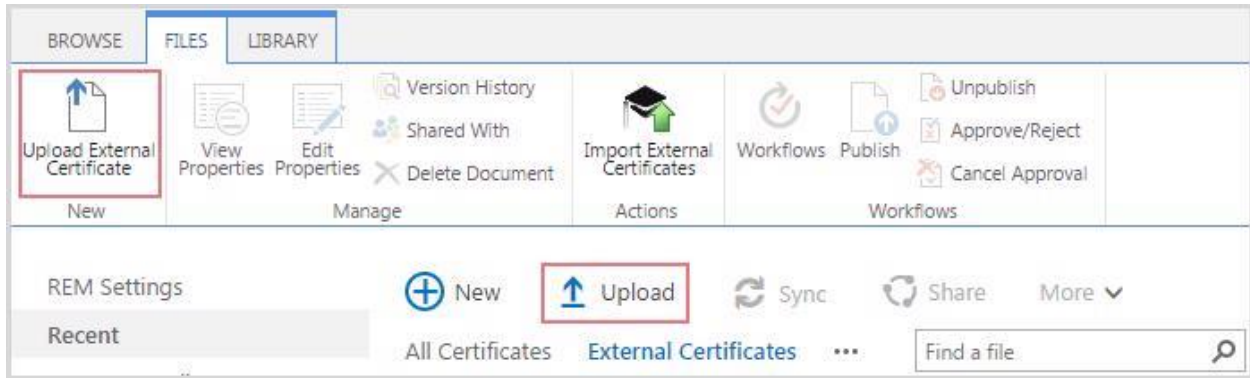 BROWSE FILES LIBRARY
Upload External
Certificate
View
Properties
Edit
Properties
Version History
Shared With
Delete Document
Import External
Certificates
Workflows
Publish
Unpublish
Approve/Reject
Cancel Approval
New Manage Actions Workflows
REM Settings
Recent
New Upload Sync Share More
All Certificates External Certificates ••• Find a file